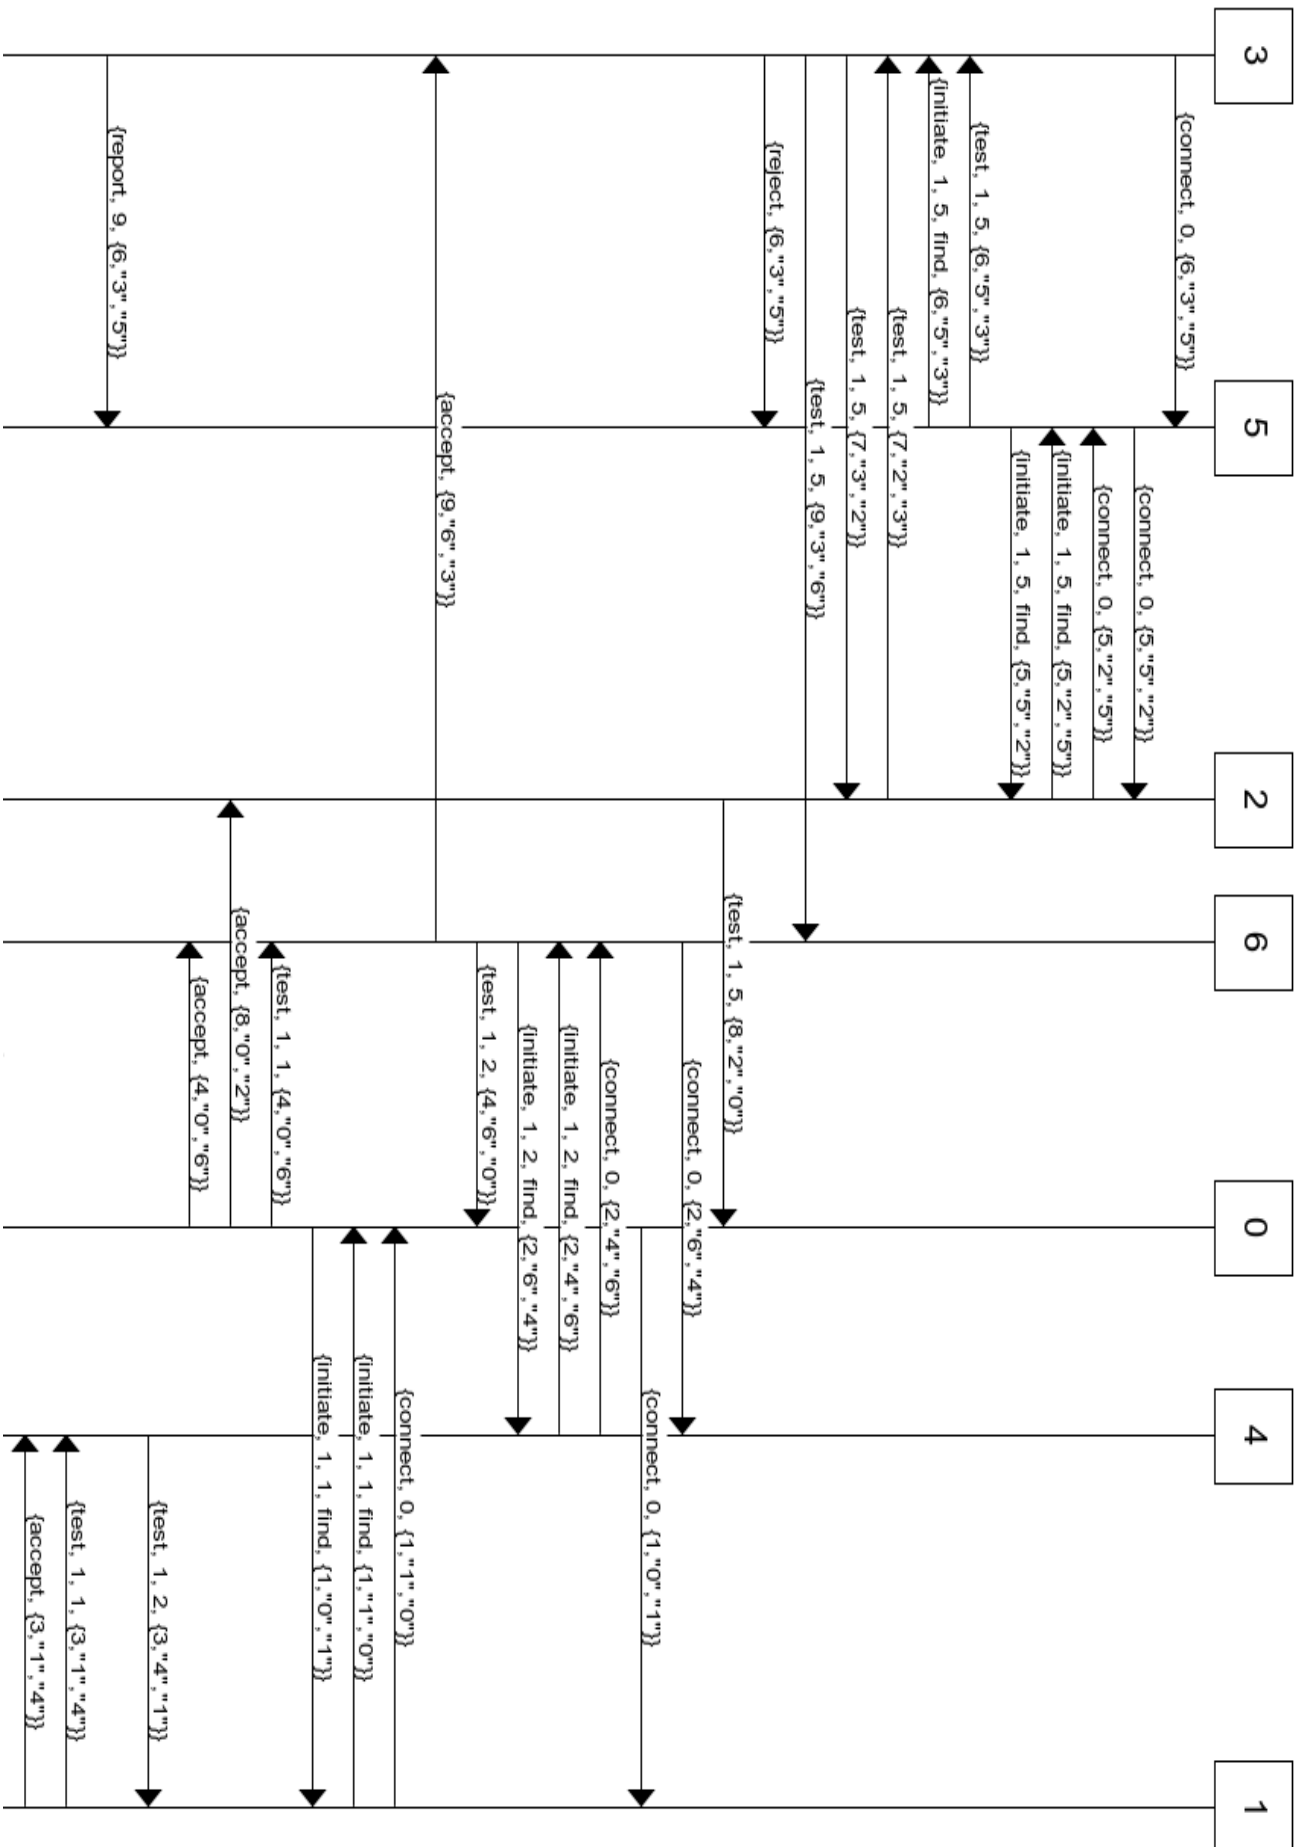 3
5
2
6
0
4
1
{connect, 0, {6,"3","5"}}
{connect, 0, {5,"5","2"}}
{connect, 0, {5,"2","5"}}
{initiate, 1, 5, find, {5,"2","5"}}
{initiate, 1, 5, find, {5,"5","2"}}
{test, 1, 5, {6,"5","3"}}
{initiate, 1, 5, find, {6,"5","3"}}
{test, 1, 5, {7,"2","3"}}
{test, 1, 5, {7,"3","2"}}
{test, 1, 5, {9,"3","6"}}
{reject, {6,"3","5"}}
{test, 1, 5, {8,"2","0"}}
{connect, 0, {2,"6","4"}}
{connect, 0, {1,"0","1"}}
{connect, 0, {2,"4","6"}}
{initiate, 1, 2, find, {2,"4","6"}}
{initiate, 1, 2, find, {2,"6","4"}}
{test, 1, 2, {4,"6","0"}}
{accept, {9,"6","3"}}
{connect, 0, {1,"1","0"}}
{initiate, 1, 1, find, {1,"1","0"}}
{initiate, 1, 1, find, {1,"0","1"}}
{test, 1, 1, {4,"0","6"}}
{accept, {8,"0","2"}}
{accept, {4,"0","6"}}
{test, 1, 2, {3,"4","1"}}
{report, 9, {6,"3","5"}}
{test, 1, 1, {3,"1","4"}}
{accept, {3,"1","4"}}